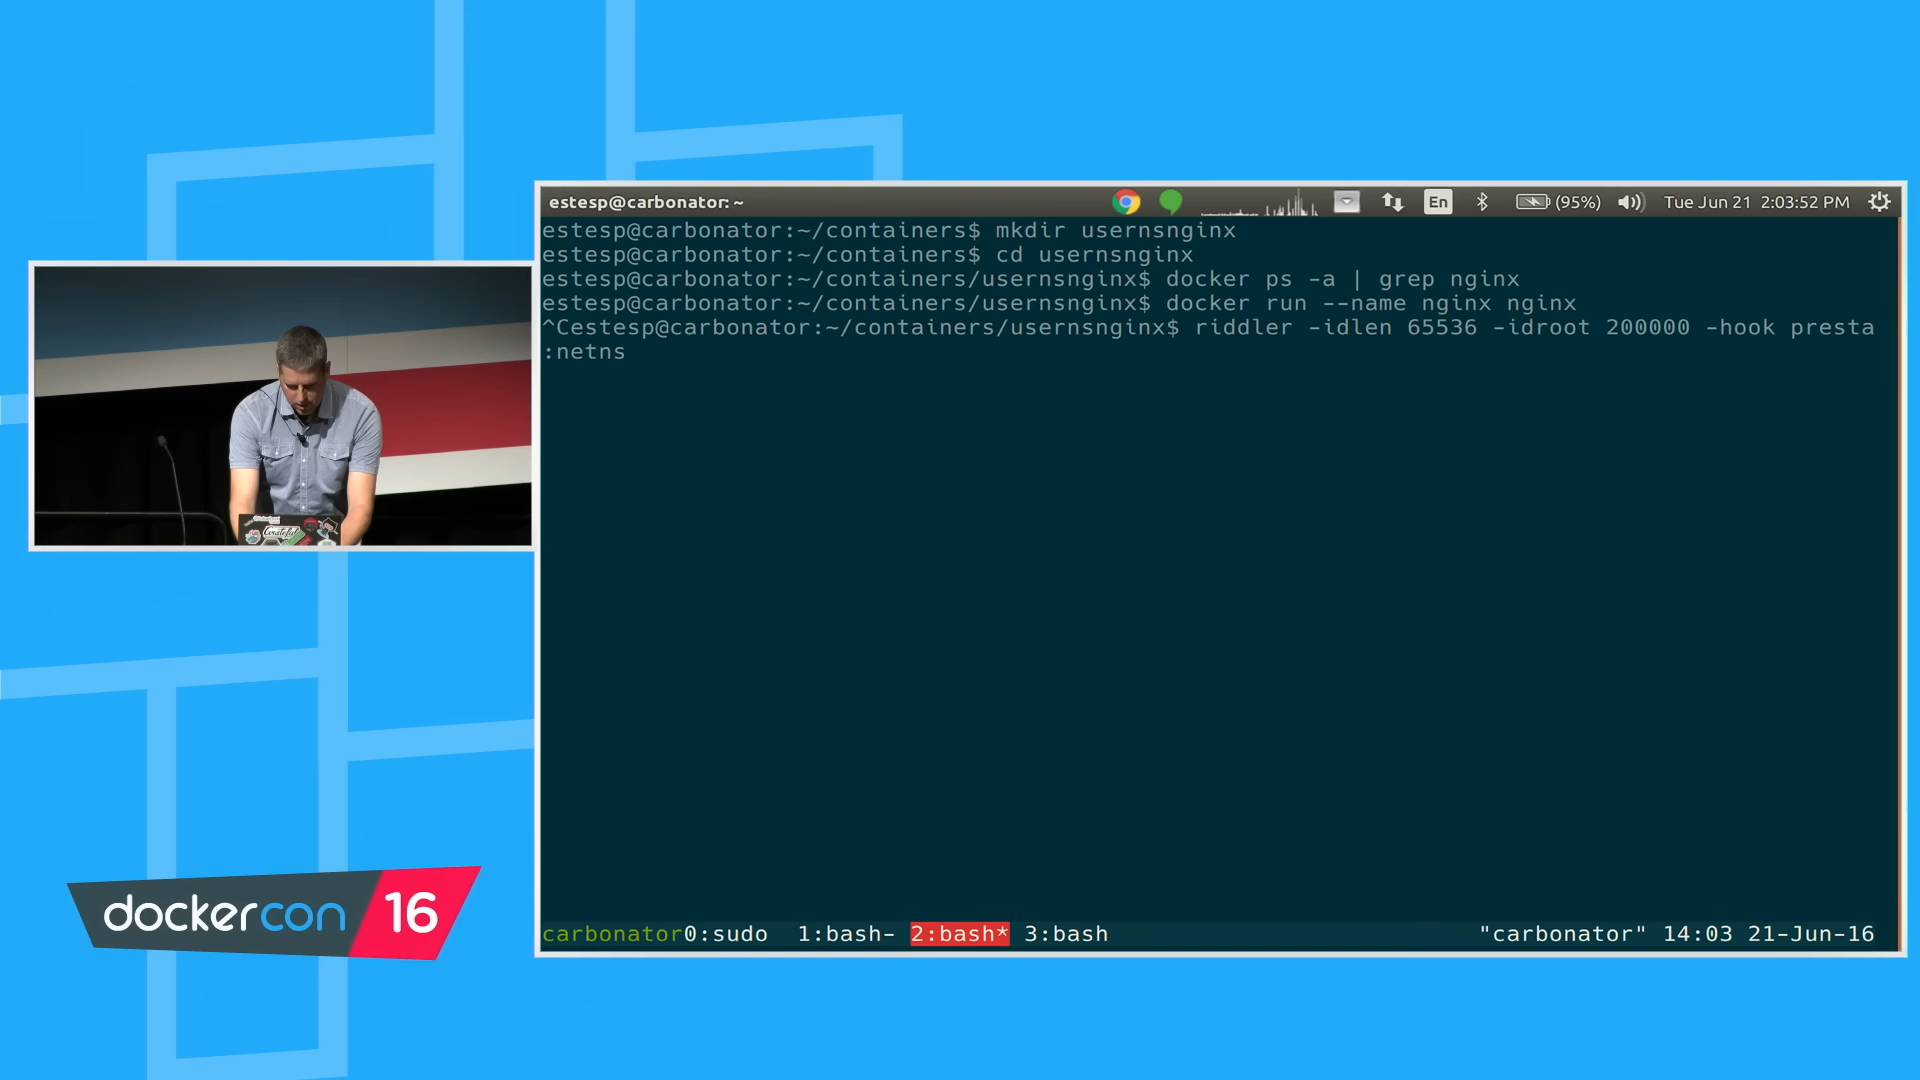 estesp@carbonator: ~
En
(95%)
Tue Jun 21 2:03:52 PM
estesp@carbonator:~/containers$ mkdir usernsnginx
estesp@carbonator:~/containers$ cd usernsnginx
estesp@carbonator:~/containers/usernsnginx$ docker ps -a | grep nginx
estesp@carbonator:~/containers/usernsnginx$ docker run --name nginx nginx
^Cestesp@carbonator:~/containers/usernsnginx$ riddler -idlen 65536 -idroot 200000 -hook presta
:netns
carbonator0:sudo 1:bash- 2:bash* 3:bash "carbonator" 14:03 21-Jun-16
dockercon 16